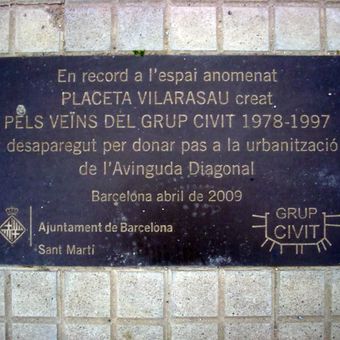 En record a l'espai anomenat
PLACETA VILARASAU creat
PELS VEÏNS DEL GRUP CIVIT 1978-1997
desaparegut per donar pas a la urbanització
de l'Avinguda Diagonal
Barcelona abril de 2009
Ajuntament de Barcelona
Sant Martí
GRUP
CIVIT